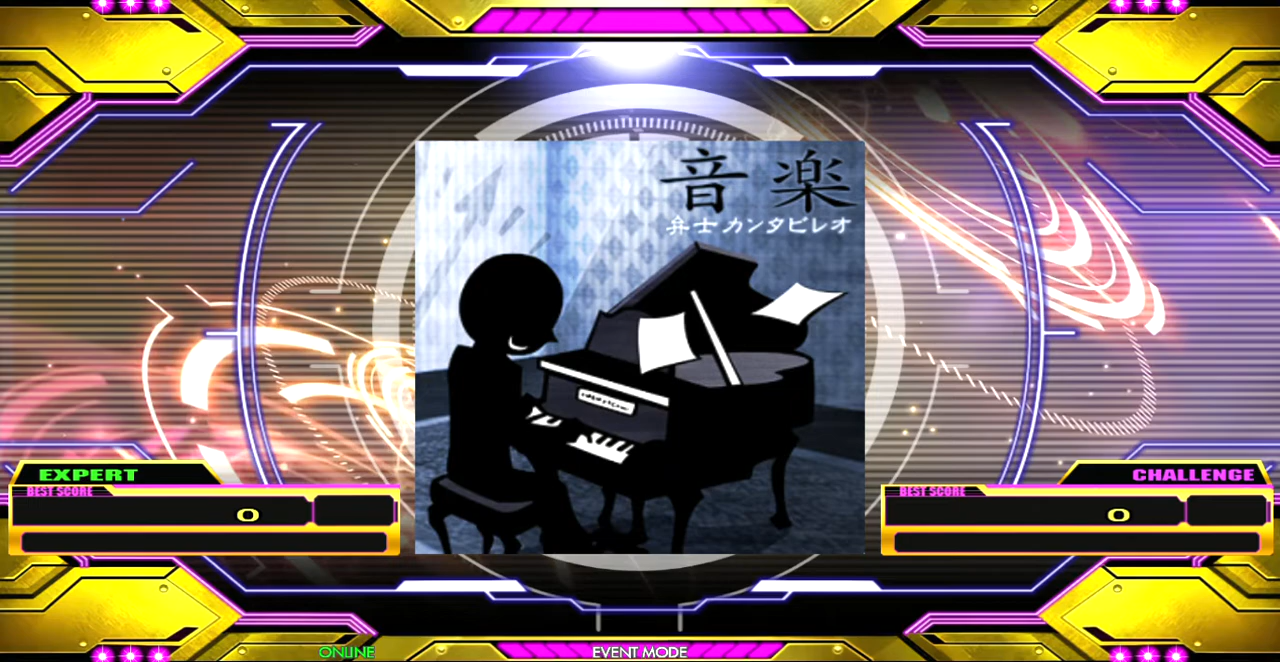 音楽
弁士カンタビレオ
EXPERT
BEST SCORE
0
CHALLENGE
BEST SCORE
0
ONLINE
EVENT MODE